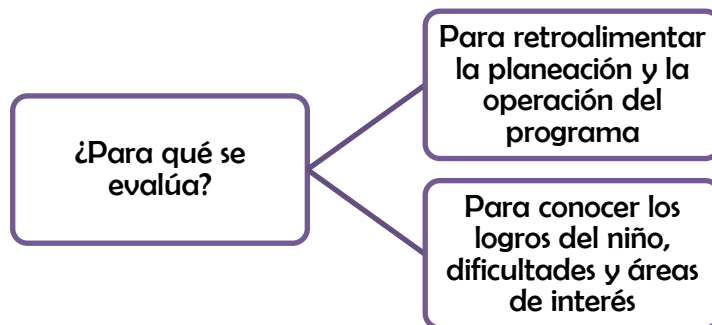 ¿Para qué se
evalúa?
Para retroalimentar
la planeación y la
operación del
programa
Para conocer los
logros del niño,
dificultades y áreas
de interés